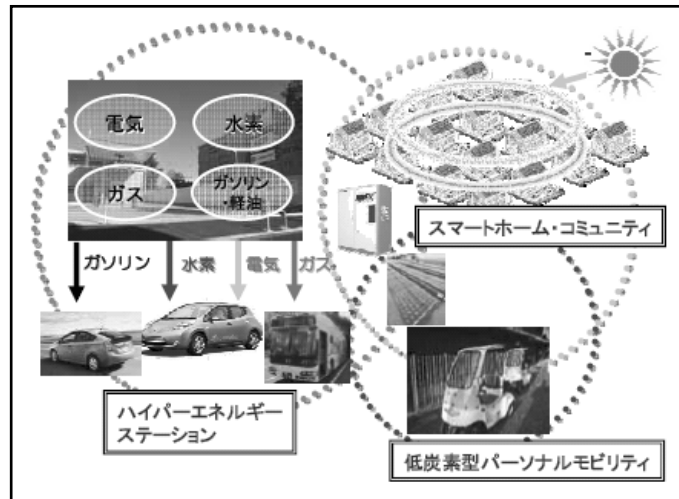 電気
水素
ガス
ガソリン
・軽油
ガソリン
水素
電気
ガス
スマートホーム・コミュニティ
ハイパーエネルギー
ステーション
低炭素型パーソナルモビリティ